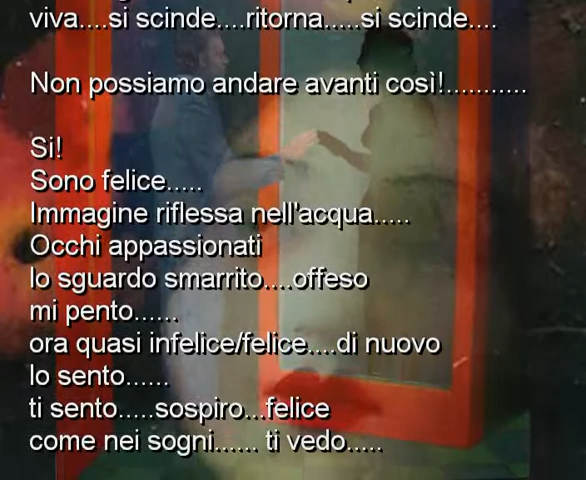 viva....si scinde....ritorna.....si scinde....
Non possiamo andare avanti così!...........
Si!
Sono felice.....
Immagine riflessa nell'acqua.....
Occhi appassionati
lo sguardo smarrito....offeso
mi pento......
ora quasi infelice/felice....di nuovo
lo sento......
ti sento.....sospiro...felice
come nei sogni...... ti vedo.....